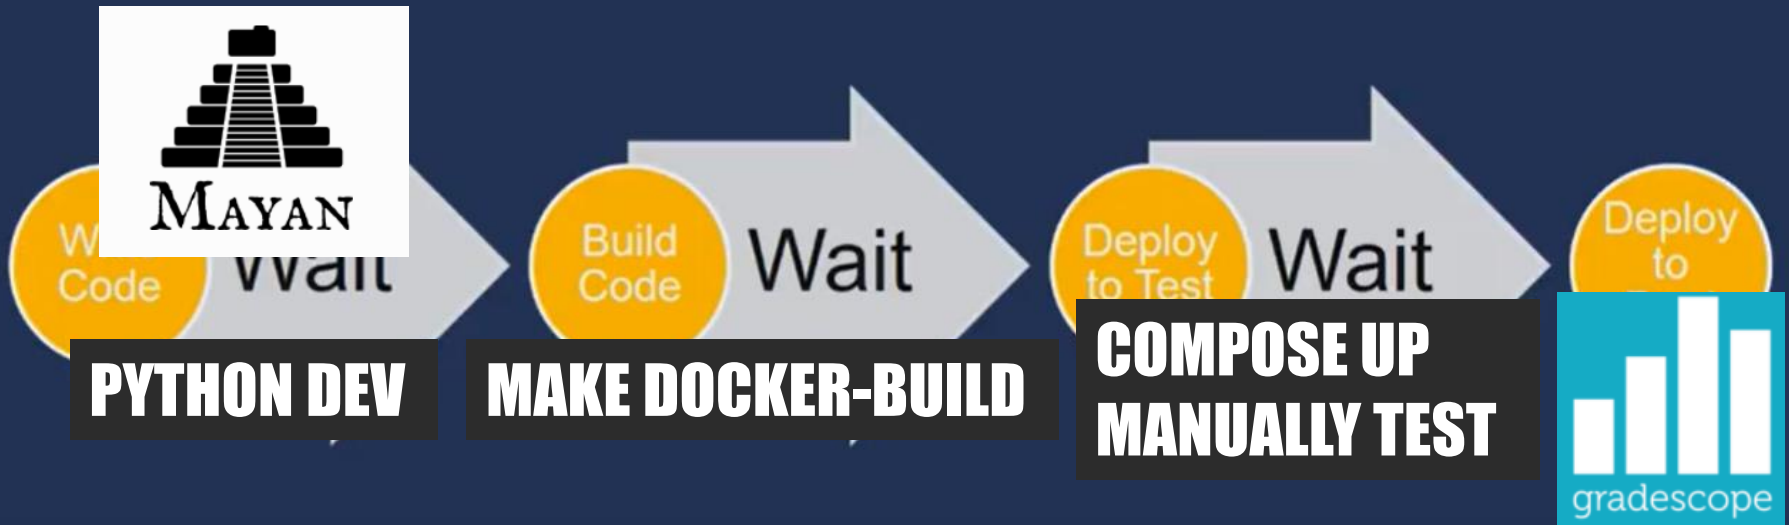 MAYAN
Code
Wait
PYTHON DEV
Build
Code
Wait
MAKE DOCKER-BUILD
Deploy
to Test
Wait
COMPOSE UP
MANUALLY TEST
Deploy
to
gradescope